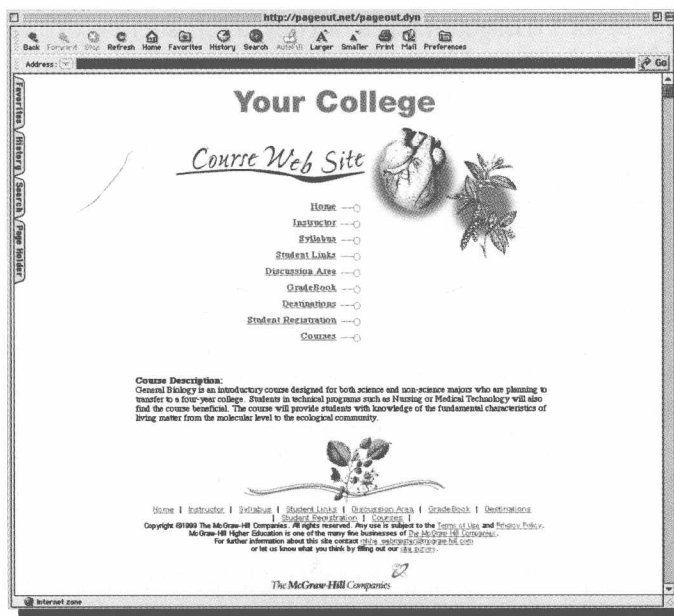 http://pageout.net/pageout.dyn
Back Forward Stop Refresh Home Favorites History Search AutoFill Larger Smaller Print Mail Preferences
Address:
Go
Favorites
History
Search
Page Holder
Your College
Course Web Site
Home
Instructor
Syllabus
Student Links
Discussion Area
GradeBook
Destinations
Student Registration
Courses
Course Description:
General Biology is an introductory course designed for both science and non-science majors who are planning to
transfer to a four-year college. Students in technical programs such as Nursing or Medical Technology will also
find the course beneficial. The course will provide students with knowledge of the fundamental characteristics of
living matter from the molecular level to the ecological community.
Home | Instructor | Syllabus | Student Links | Discussion Area | GradeBook | Destinations
| Student Registration | Courses |
Copyright ©1999 The McGraw-Hill Companies. All rights reserved. Any use is subject to the Terms of Use and Privacy Policy.
McGraw-Hill Higher Education is one of the many fine businesses of The McGraw-Hill Companies.
For further information about this site contact
or let us know what you think by filling out our site survey.
The McGraw-Hill Companies
Internet zone